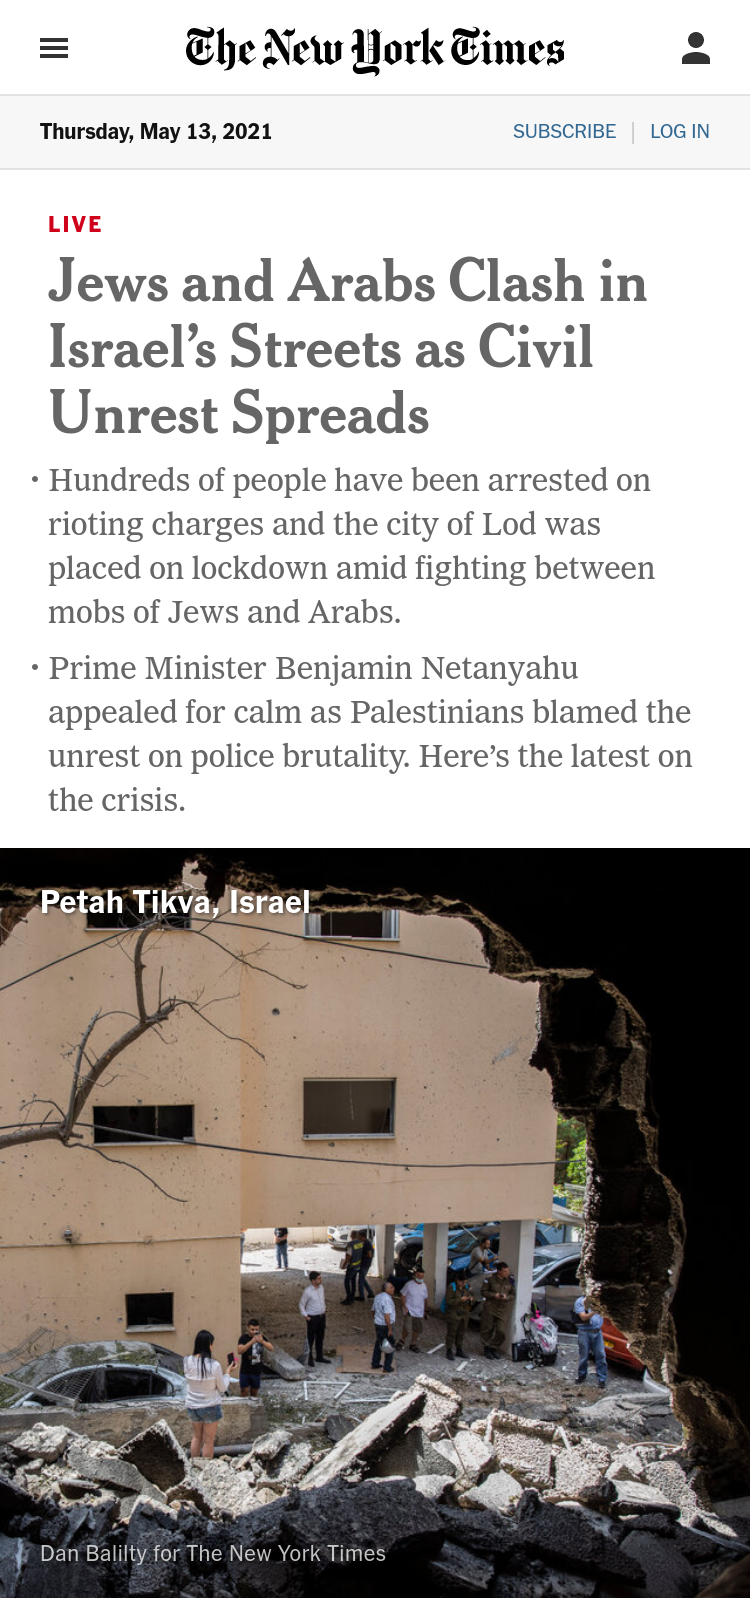 The New York Times
Thursday, May 13, 2021
SUBSCRIBE | LOG IN
LIVE
Jews and Arabs Clash in
Israel’s Streets as Civil
Unrest Spreads
• Hundreds of people have been arrested on
rioting charges and the city of Lod was
placed on lockdown amid fighting between
mobs of Jews and Arabs.
• Prime Minister Benjamin Netanyahu
appealed for calm as Palestinians blamed the
unrest on police brutality. Here’s the latest on
the crisis.
Petah Tikva, Israel
Dan Balilty for The New York Times